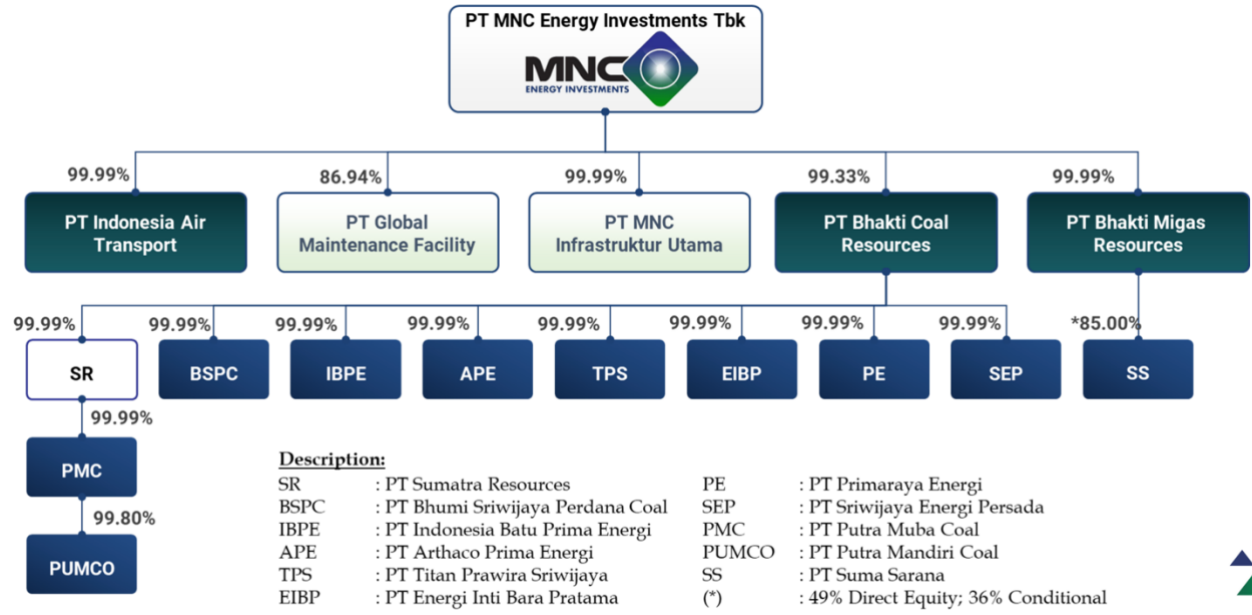 PT MNC Energy Investments Tbk
MNC
ENERGY INVESTMENTS
99.99%
86.94%
99.99%
99.33%
99.99%
PT Indonesia Air
Transport
PT Global
Maintenance Facility
PT MNC
Infrastruktur Utama
PT Bhakti Coal
Resources
PT Bhakti Migas
Resources
99.99%
99.99%
99.99%
99.99%
99.99%
99.99%
99.99%
99.99%
*85.00%
SR
BSPC
IBPE
APE
TPS
EIBP
PE
SEP
SS
99.99%
PMC
99.80%
PUMCO
Description:
SR : PT Sumatra Resources
BSPC : PT Bhumi Sriwijaya Perdana Coal
IBPE : PT Indonesia Batu Prima Energi
APE : PT Arthaco Prima Energi
TPS : PT Titan Prawira Sriwijaya
EIBP : PT Energi Inti Bara Pratama
PE : PT Primaraya Energi
SEP : PT Sriwijaya Energi Persada
PMC : PT Putra Muba Coal
PUMCO : PT Putra Mandiri Coal
SS : PT Suma Sarana
(*) : 49% Direct Equity; 36% Conditional